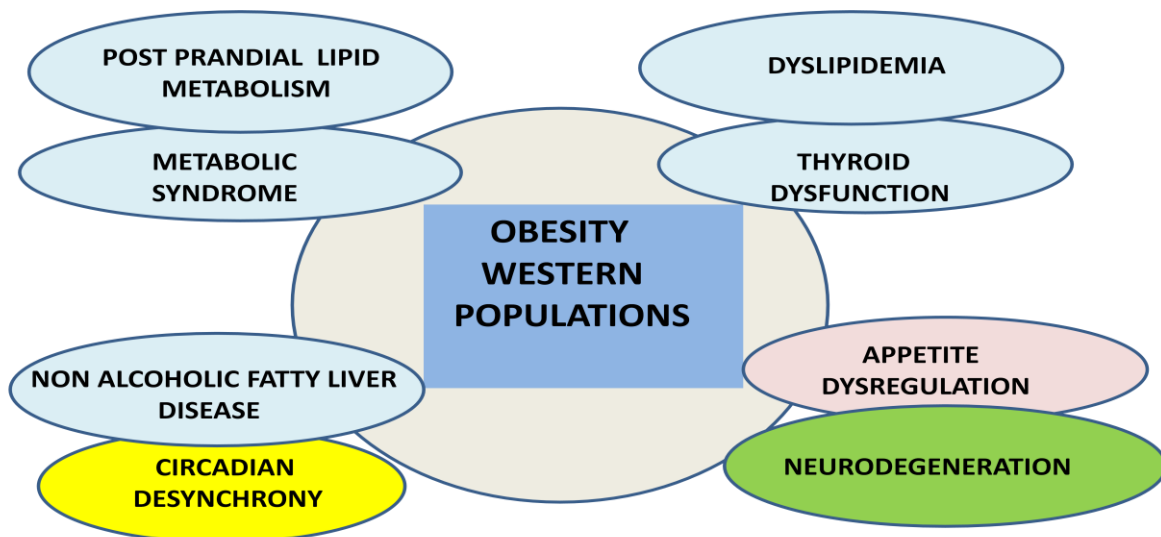 POST PRANDIAL LIPID
METABOLISM
METABOLIC
SYNDROME
DYSLIPIDEMIA
THYROID
DYSFUNCTION
OBESITY
WESTERN
POPULATIONS
NON ALCOHOLIC FATTY LIVER
DISEASE
CIRCADIAN
DESYNCHRONY
APPETITE
DYSREGULATION
NEURODEGENERATION